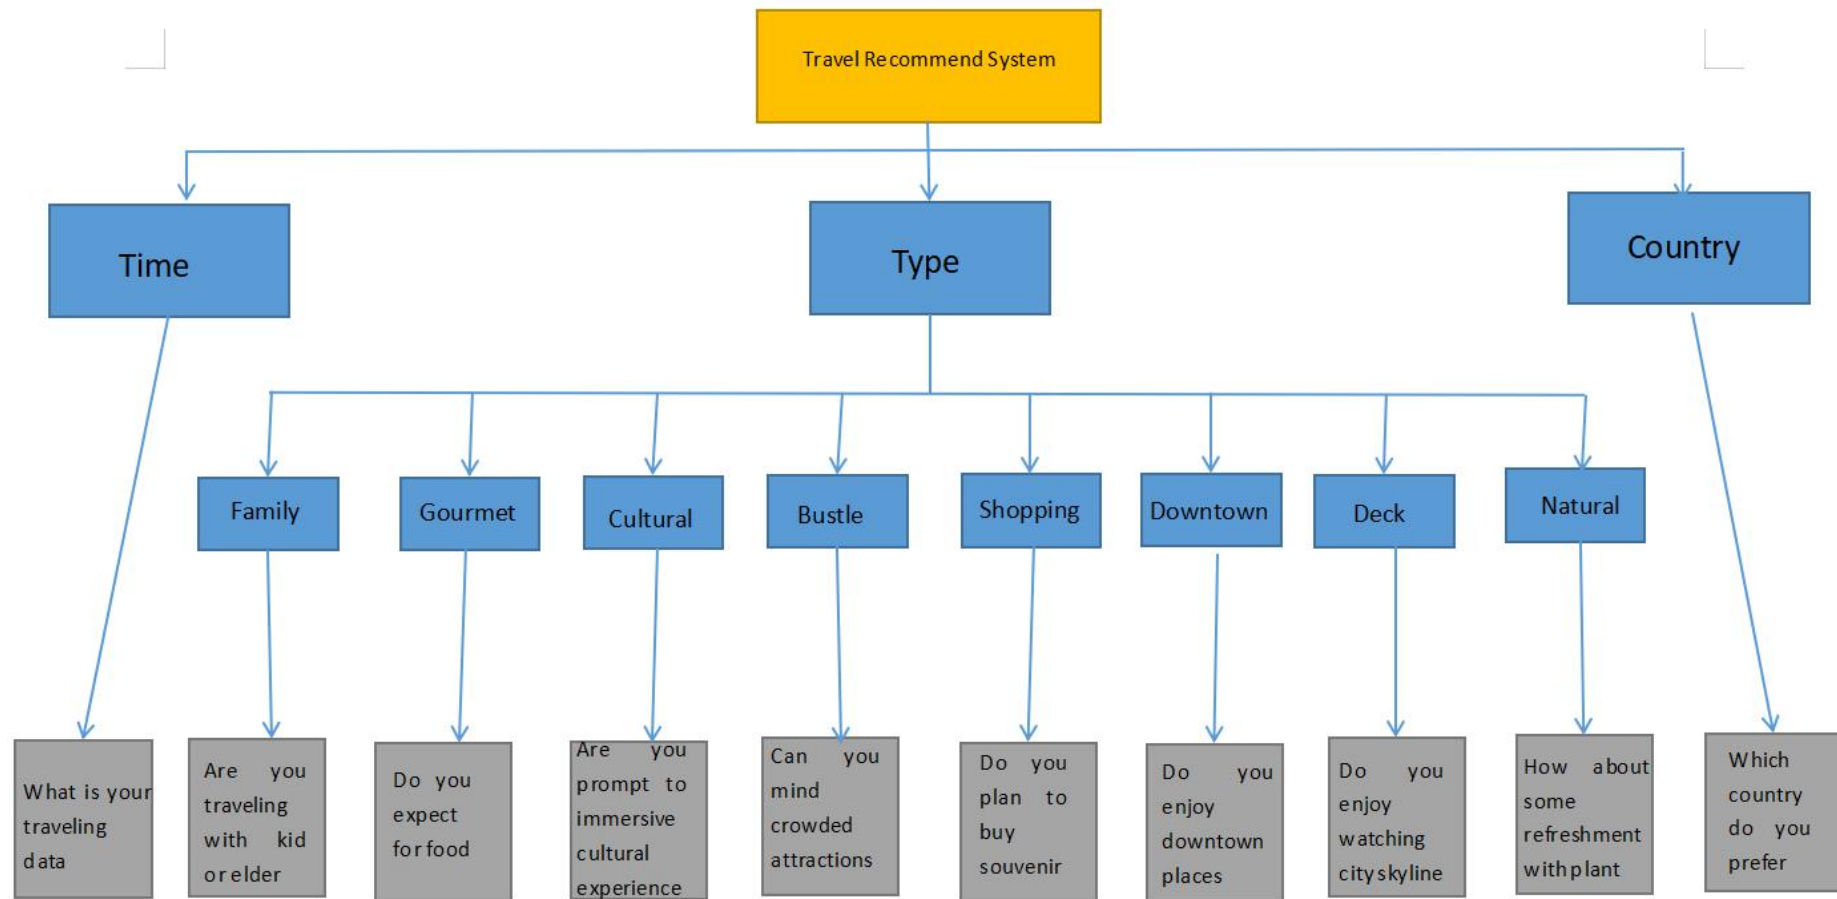 Travel Recommend System
Time
Type
Country
Family
Gourmet
Cultural
Bustle
Shopping
Downtown
Deck
Natural
What is your
traveling
data
Are you
traveling
with kid
or elder
Do you
expect
for food
Are you
prompt to
immersive
cultural
experience
Can you
mind
crowded
attractions
Do you
plan to
buy
souvenir
Do you
enjoy
downtown
places
Do you
enjoy
watching
city skyline
How about
some
refreshment
with plant
Which
country
do you
prefer